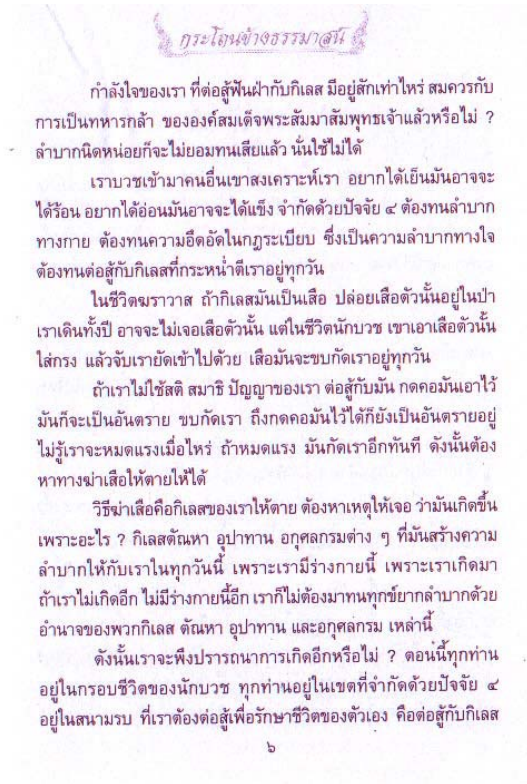 กระโถนข้างธรรมาสน์
กำลังใจของเรา ที่ต่อสู้ฟันฝ่ากับกิเลส มีอยู่สักเท่าไหร่ สมควรกับ
การเป็นทหารกล้า ขององค์สมเด็จพระสัมมาสัมพุทธเจ้าแล้วหรือไม่ ?
ลำบากนิดหน่อยก็จะไม่ยอมทนเสียแล้ว นั่นใช้ไม่ได้
เราบวชเข้ามาคนอื่นเขาสงเคราะห์เรา อยากได้เย็นมันอาจจะ
ได้ร้อน อยากได้อ่อนมันอาจจะได้แข็ง จำกัดด้วยปัจจัย ๔ ต้องทนลำบาก
ทางกาย ต้องทนความอึดอัดในกฎระเบียบ ซึ่งเป็นความลำบากทางใจ
ต้องทนต่อสู้กับกิเลสที่กระหน่ำตีเราอยู่ทุกวัน
ในชีวิตฆราวาส ถ้ากิเลสมันเป็นเสือ ปล่อยเสือตัวนั้นอยู่ในป่า
เราเดินทั้งปี อาจจะไม่เจอเสือตัวนั้น แต่ในชีวิตนักบวช เขาเอาเสือตัวนั้น
ใส่กรง แล้วจับเรายัดเข้าไปด้วย เสือมันจะขบกัดเราอยู่ทุกวัน
ถ้าเราไม่ใช้สติ สมาธิ ปัญญาของเรา ต่อสู้กับมัน กดคอมันเอาไว้
มันก็จะเป็นอันตราย ขบกัดเรา ถึงกดคอมันไว้ได้ก็ยังเป็นอันตรายอยู่
ไม่รู้เราจะหมดแรงเมื่อไหร่ ถ้าหมดแรง มันกัดเราอีกทันที ดังนั้นต้อง
หาทางฆ่าเสือให้ตายให้ได้
วิธีฆ่าเสือคือกิเลสของเราให้ตาย ต้องหาเหตุให้เจอ ว่ามันเกิดขึ้น
เพราะอะไร ? กิเลสตัณหา อุปาทาน อกุศลกรรมต่าง ๆ ที่มันสร้างความ
ลำบากให้กับเราในทุกวันนี้ เพราะเรามีร่างกายนี้ เพราะเราเกิดมา
ถ้าเราไม่เกิดอีก ไม่มีร่างกายนี้อีก เราก็ไม่ต้องมาทนทุกข์ยากลำบากด้วย
อำนาจของพวกกิเลส ตัณหา อุปาทาน และอกุศลกรรม เหล่านี้
ดังนั้นเราจะพึงปรารถนาการเกิดอีกหรือไม่ ? ตอนนี้ทุกท่าน
อยู่ในกรอบชีวิตของนักบวช ทุกท่านอยู่ในเขตที่จำกัดด้วยปัจจัย ๔
อยู่ในสนามรบ ที่เราต้องต่อสู้เพื่อรักษาชีวิตของตัวเอง คือต่อสู้กับกิเลส
๖